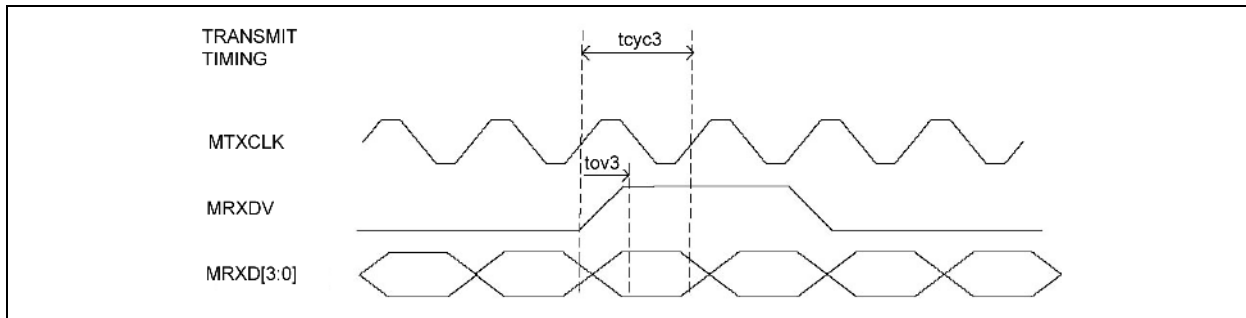 TRANSMIT
TIMING
tcyc3
MTXCLK
tov3
MRXDV
MRXD[3:0]